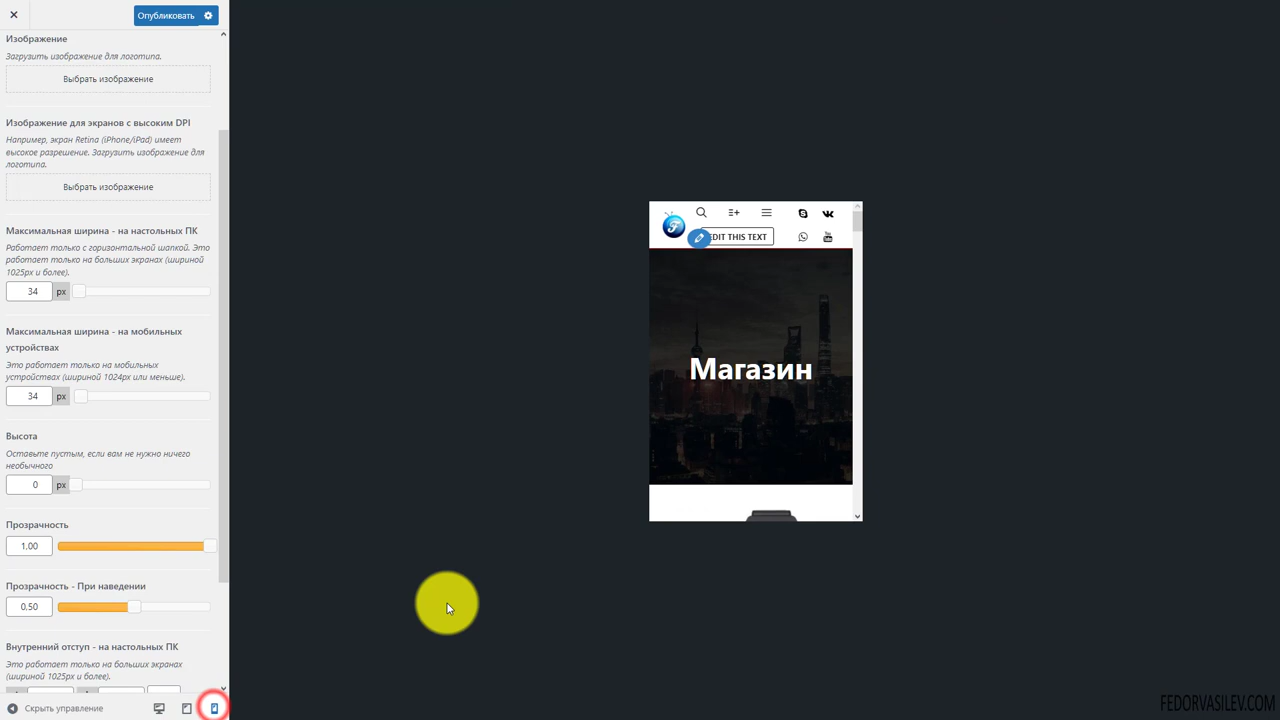 Опубликовать
Изображение
Загрузить изображение для логотипа.
Выбрать изображение
Изображение для экранов с высоким DPI
Например, экран Retina (iPhone/iPad) имеет
высокое разрешение. Загрузить изображение для
логотипа.
Выбрать изображение
Максимальная ширина - на настольных ПК
Работает только с горизонтальной шапкой. Это
работает только на больших экранах (шириной
1025px и более).
34 px
Максимальная ширина - на мобильных
устройствах
Это работает только на мобильных
устройствах (шириной 1024px или меньше).
34 px
Высота
Оставьте пустым, если вам не нужно ничего
необычного
0 px
Прозрачность
1.00
Прозрачность - При наведении
0.50
Внутренний отступ - на настольных ПК
Это работает только на больших экранах
(шириной 1025px и более).
Скрыть управление
EDIT THIS TEXT
Магазин
FEDORVASILEV.COM